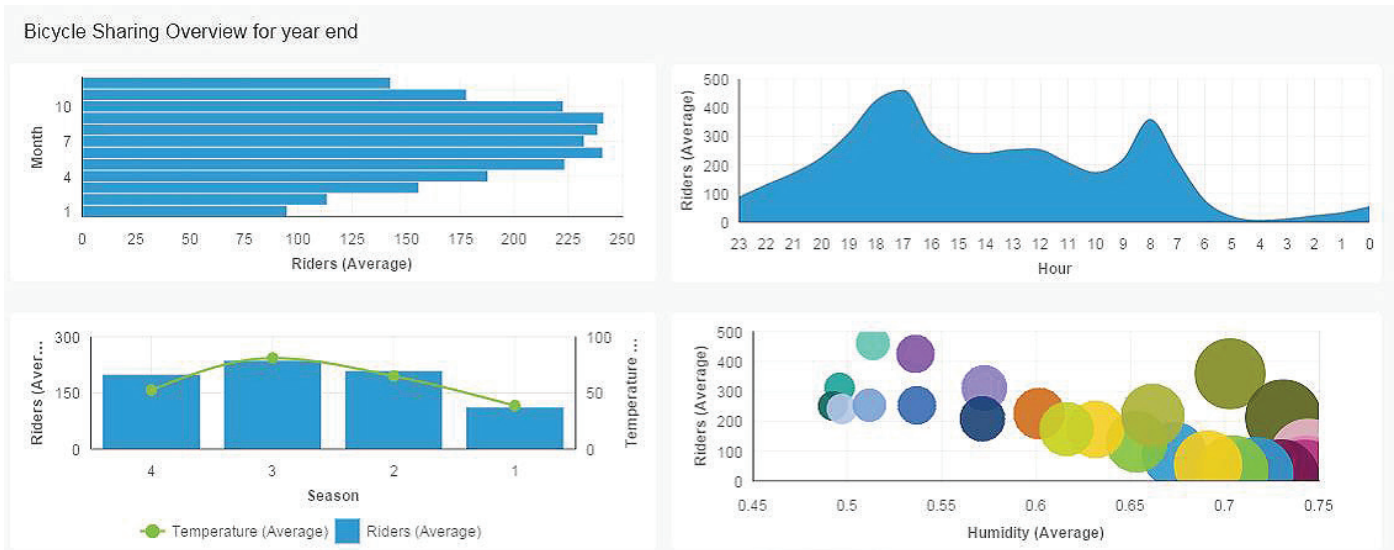 Bicycle Sharing Overview for year end
Month
10
7
4
1
0 25 50 75 100 125 150 175 200 225 250
Riders (Average)
Riders (Average)
500
400
300
200
100
0
23 22 21 20 19 18 17 16 15 14 13 12 11 10 9 8 7 6 5 4 3 2 1 0
Hour
Riders (Aver...
300
150
0
100
50
0
Temperature ...
4 3 2 1
Season
Temperature (Average) Riders (Average)
Riders (Average)
500
400
300
200
100
0
0.45 0.5 0.55 0.6 0.65 0.7 0.75
Humidity (Average)